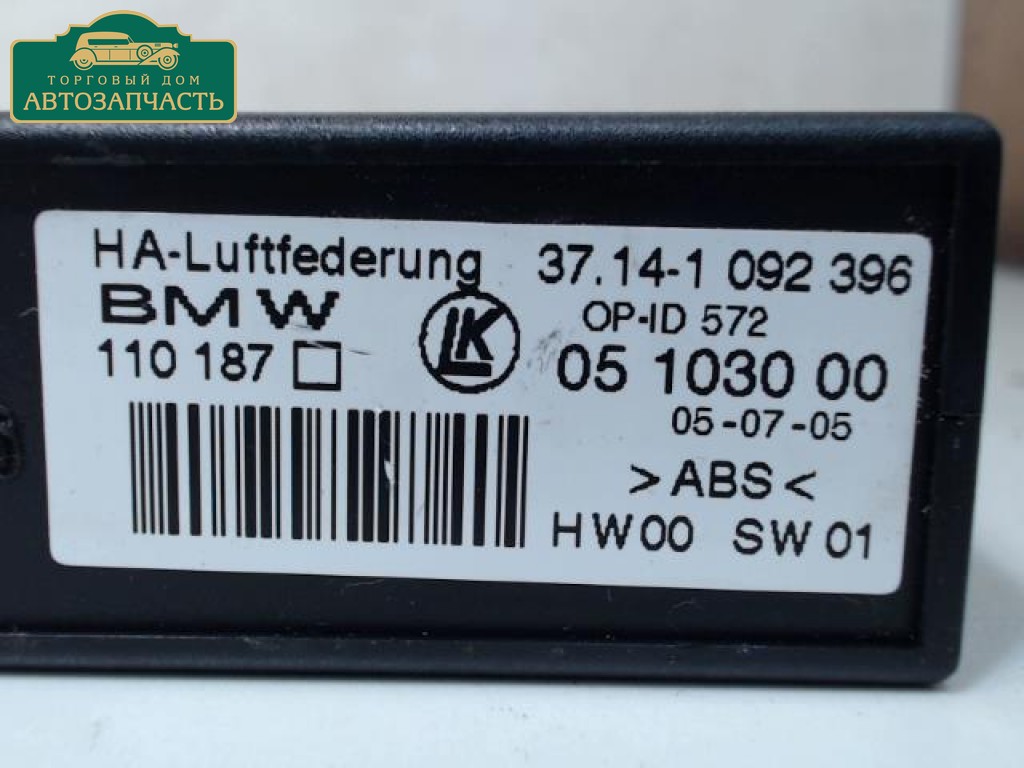 ТОРГОВЫЙ ДОМ
АВТОЗАПЧАСТЬ
HA-Luftfederung 37.14-1 092 396
BMW LK OP-ID 572
110 187 05 1030 00
05-07-05
>ABS<
HW00 SW01